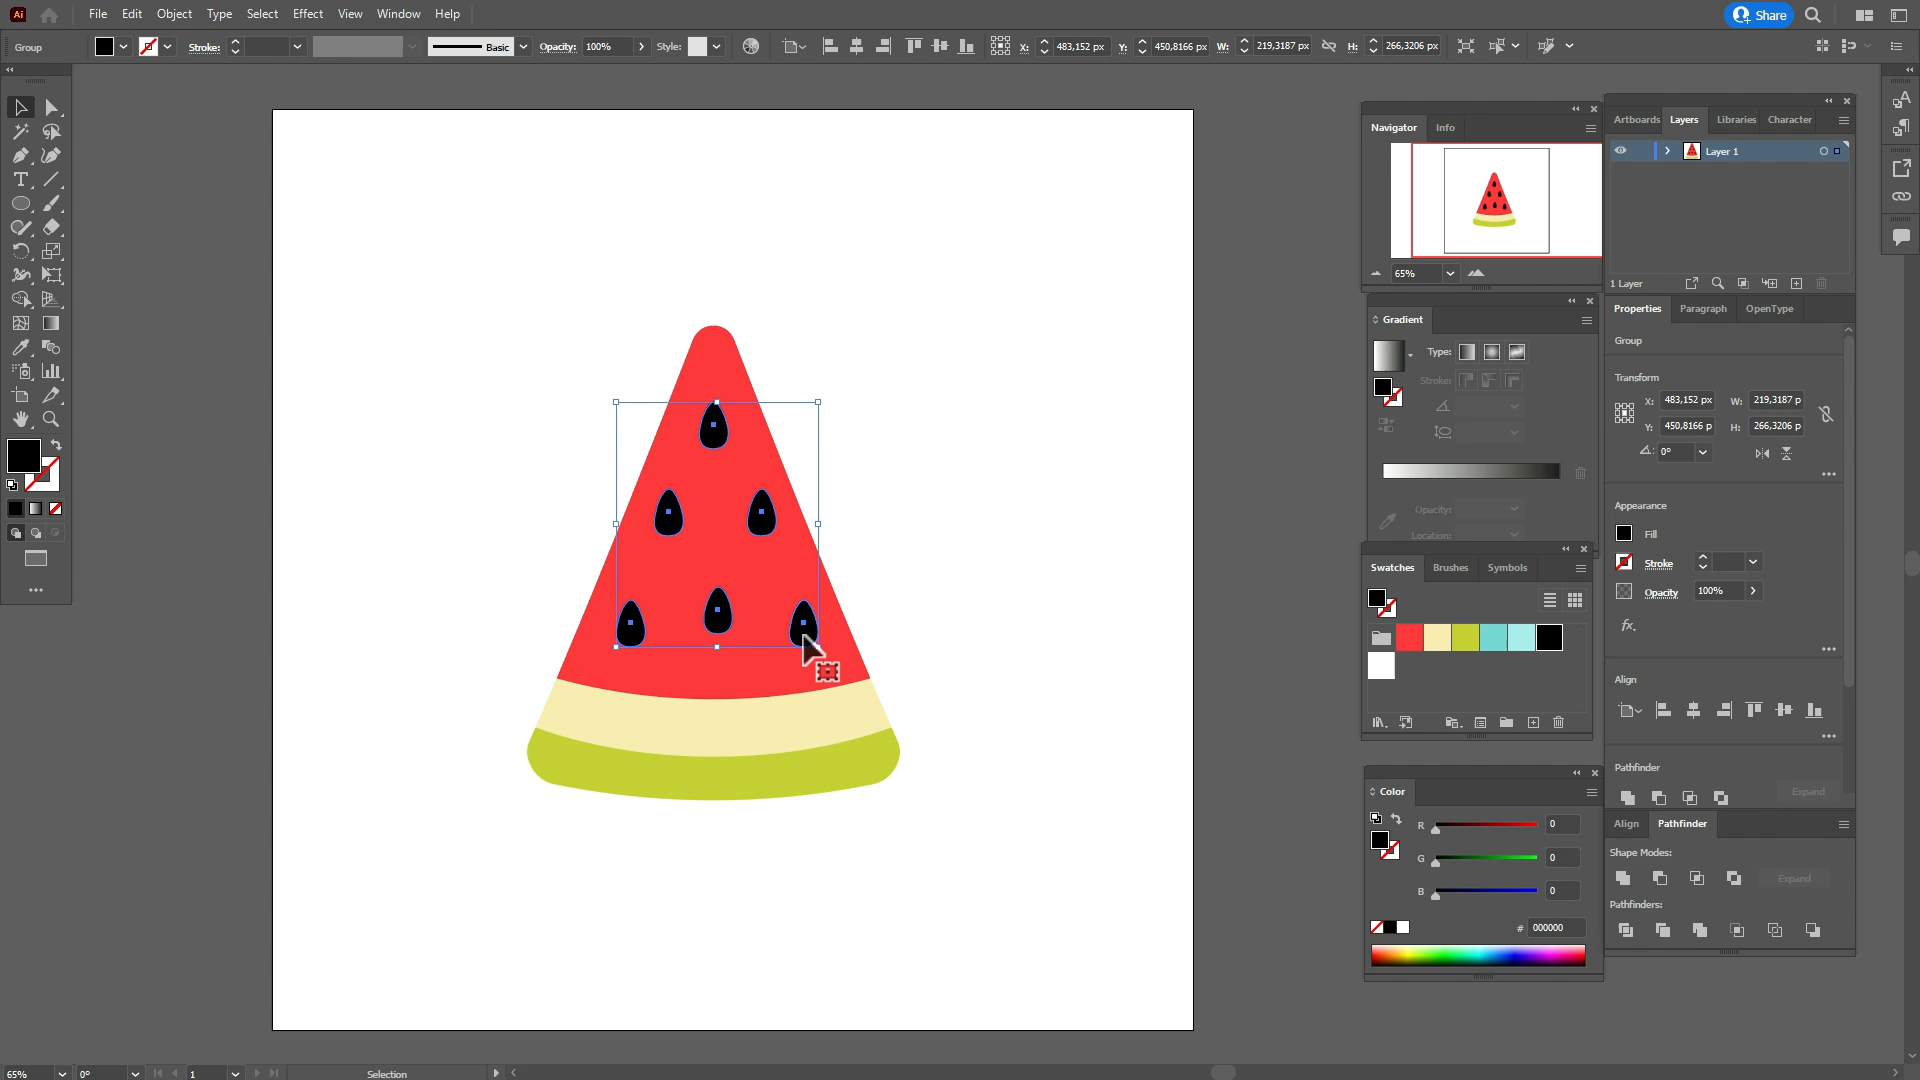 Ai File Edit Object Type Select Effect View Window Help Share
Group Stroke: Basic Opacity: 100% Style: X: 483,152 px Y: 450,8166 px W: 219,3187 px H: 266,3206 px
Navigator Info
65%
Artboards Layers Libraries Character
Layer 1
1 Layer
Gradient
Type:
Stroke:
Opacity:
Location:
Properties Paragraph OpenType
Group
Transform
X: 483,152 px W: 219,3187 p
Y: 450,8166 p H: 266,3206 p
0°
Appearance
Fill
Stroke
Opacity 100%
fx.
Align
Pathfinder
Expand
Swatches Brushes Symbols
Color
R 0
G 0
B 0
# 000000
Align Pathfinder
Shape Modes:
Expand
Pathfinders:
65% 0° 1 Selection